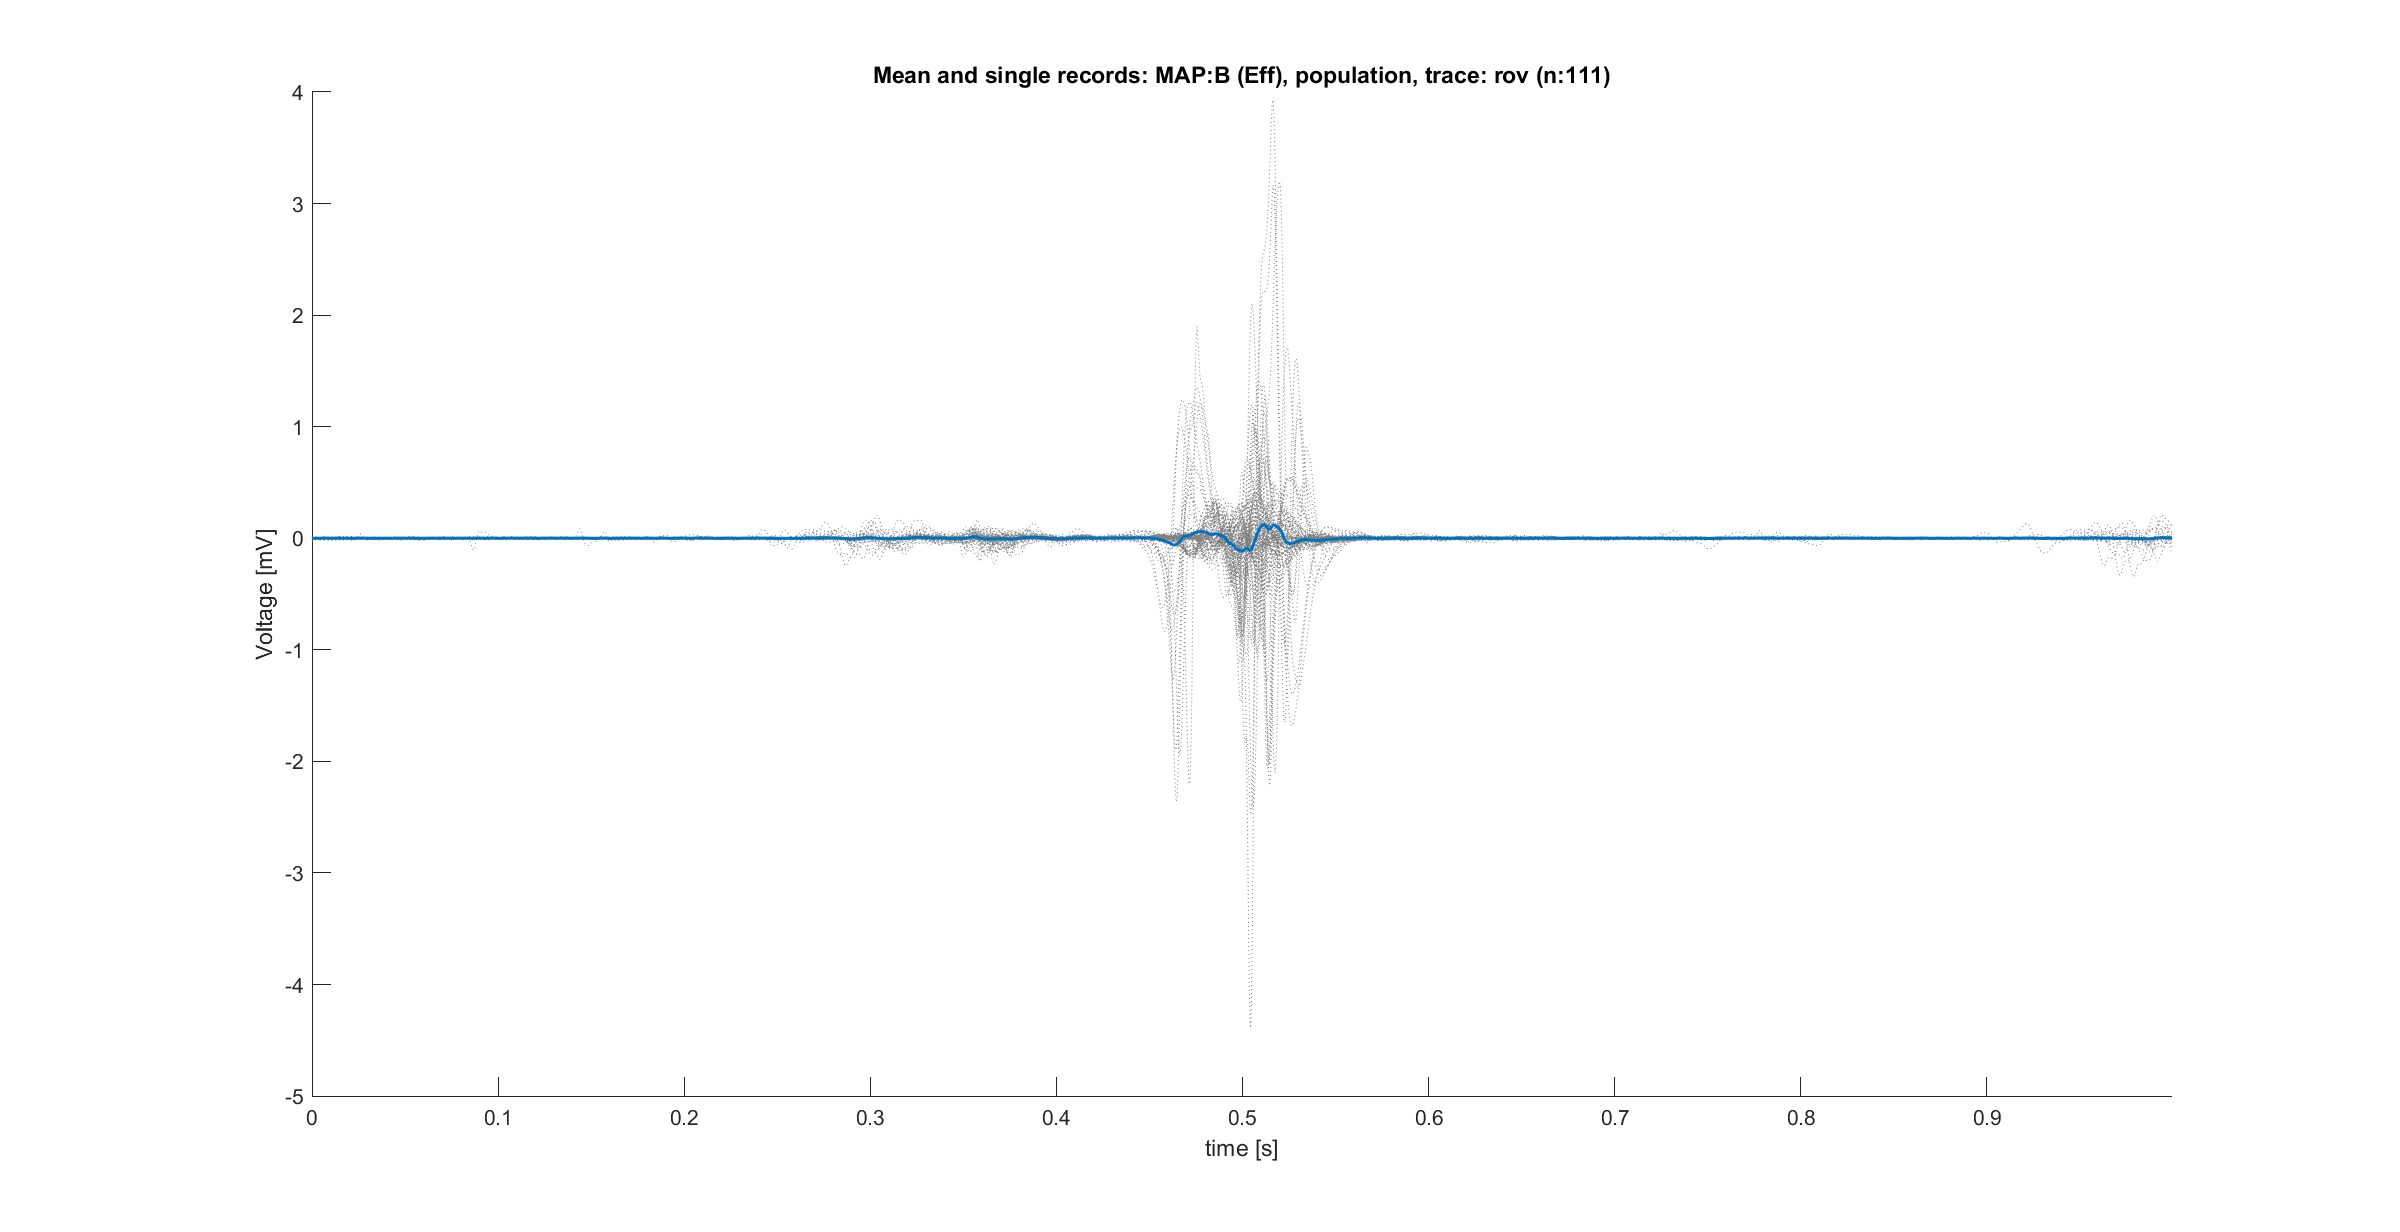 Mean and single records: MAP:B (Eff), population, trace: rov (n:111)
4
3
2
1
0
-1
-2
-3
-4
-5
Voltage [mV]
0 0.1 0.2 0.3 0.4 0.5 0.6 0.7 0.8 0.9
time [s]